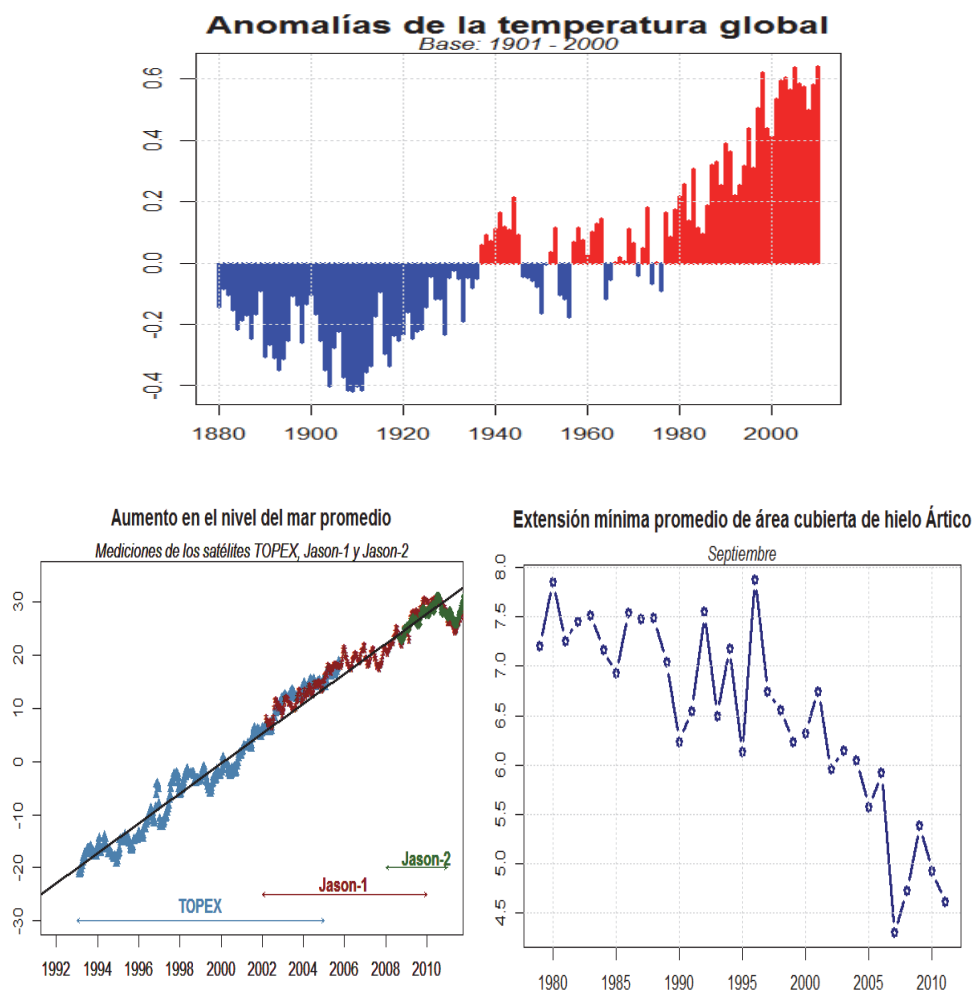 Anomalías de la temperatura global
Base: 1901 - 2000
0.6
0.4
0.2
0.0
-0.2
-0.4
1880 1900 1920 1940 1960 1980 2000
Aumento en el nivel del mar promedio
Mediciones de los satélites TOPEX, Jason-1 y Jason-2
30
20
10
0
-10
-20
-30
Jason-2
Jason-1
TOPEX
1992 1994 1996 1998 2000 2002 2004 2006 2008 2010
Extensión mínima promedio de área cubierta de hielo Ártico
Septiembre
8.0
7.5
7.0
6.5
6.0
5.5
5.0
4.5
1980 1985 1990 1995 2000 2005 2010